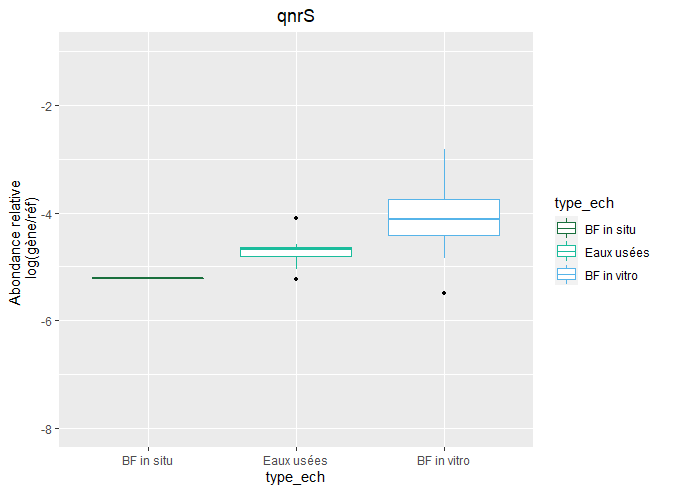 qnrS
Abondance relative
log(gène/réf)
-2
-4
-6
-8
BF in situ
Eaux usées
BF in vitro
type_ech
type_ech
BF in situ
Eaux usées
BF in vitro